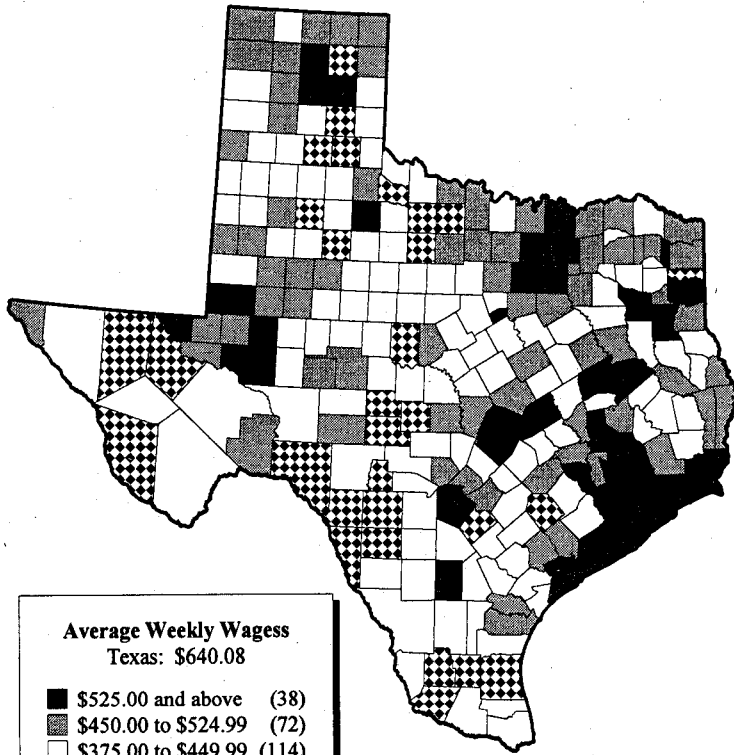 Average Weekly Wagess
Texas: $640.08
$525.00 and above (38)
$450.00 to $524.99 (72)
$375.00 to $449.99 (114)